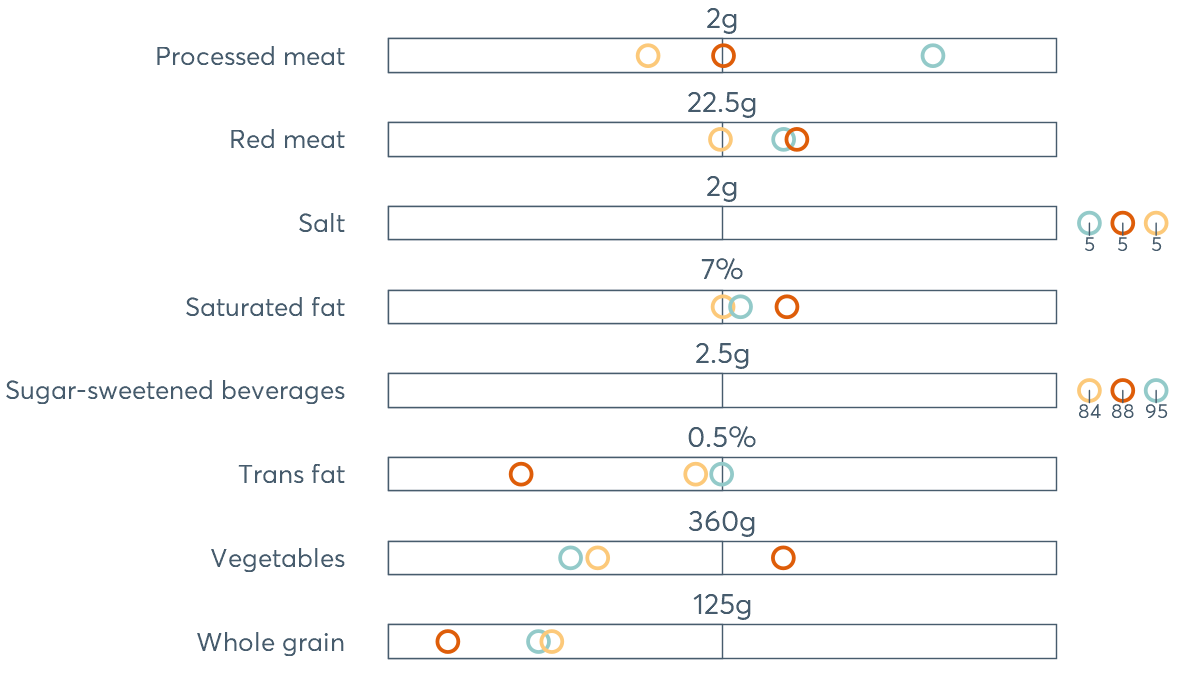 2g
Processed meat
22.5g
Red meat
2g
Salt
5 5 5
7%
Saturated fat
2.5g
Sugar-sweetened beverages
84 88 95
0.5%
Trans fat
360g
Vegetables
125g
Whole grain